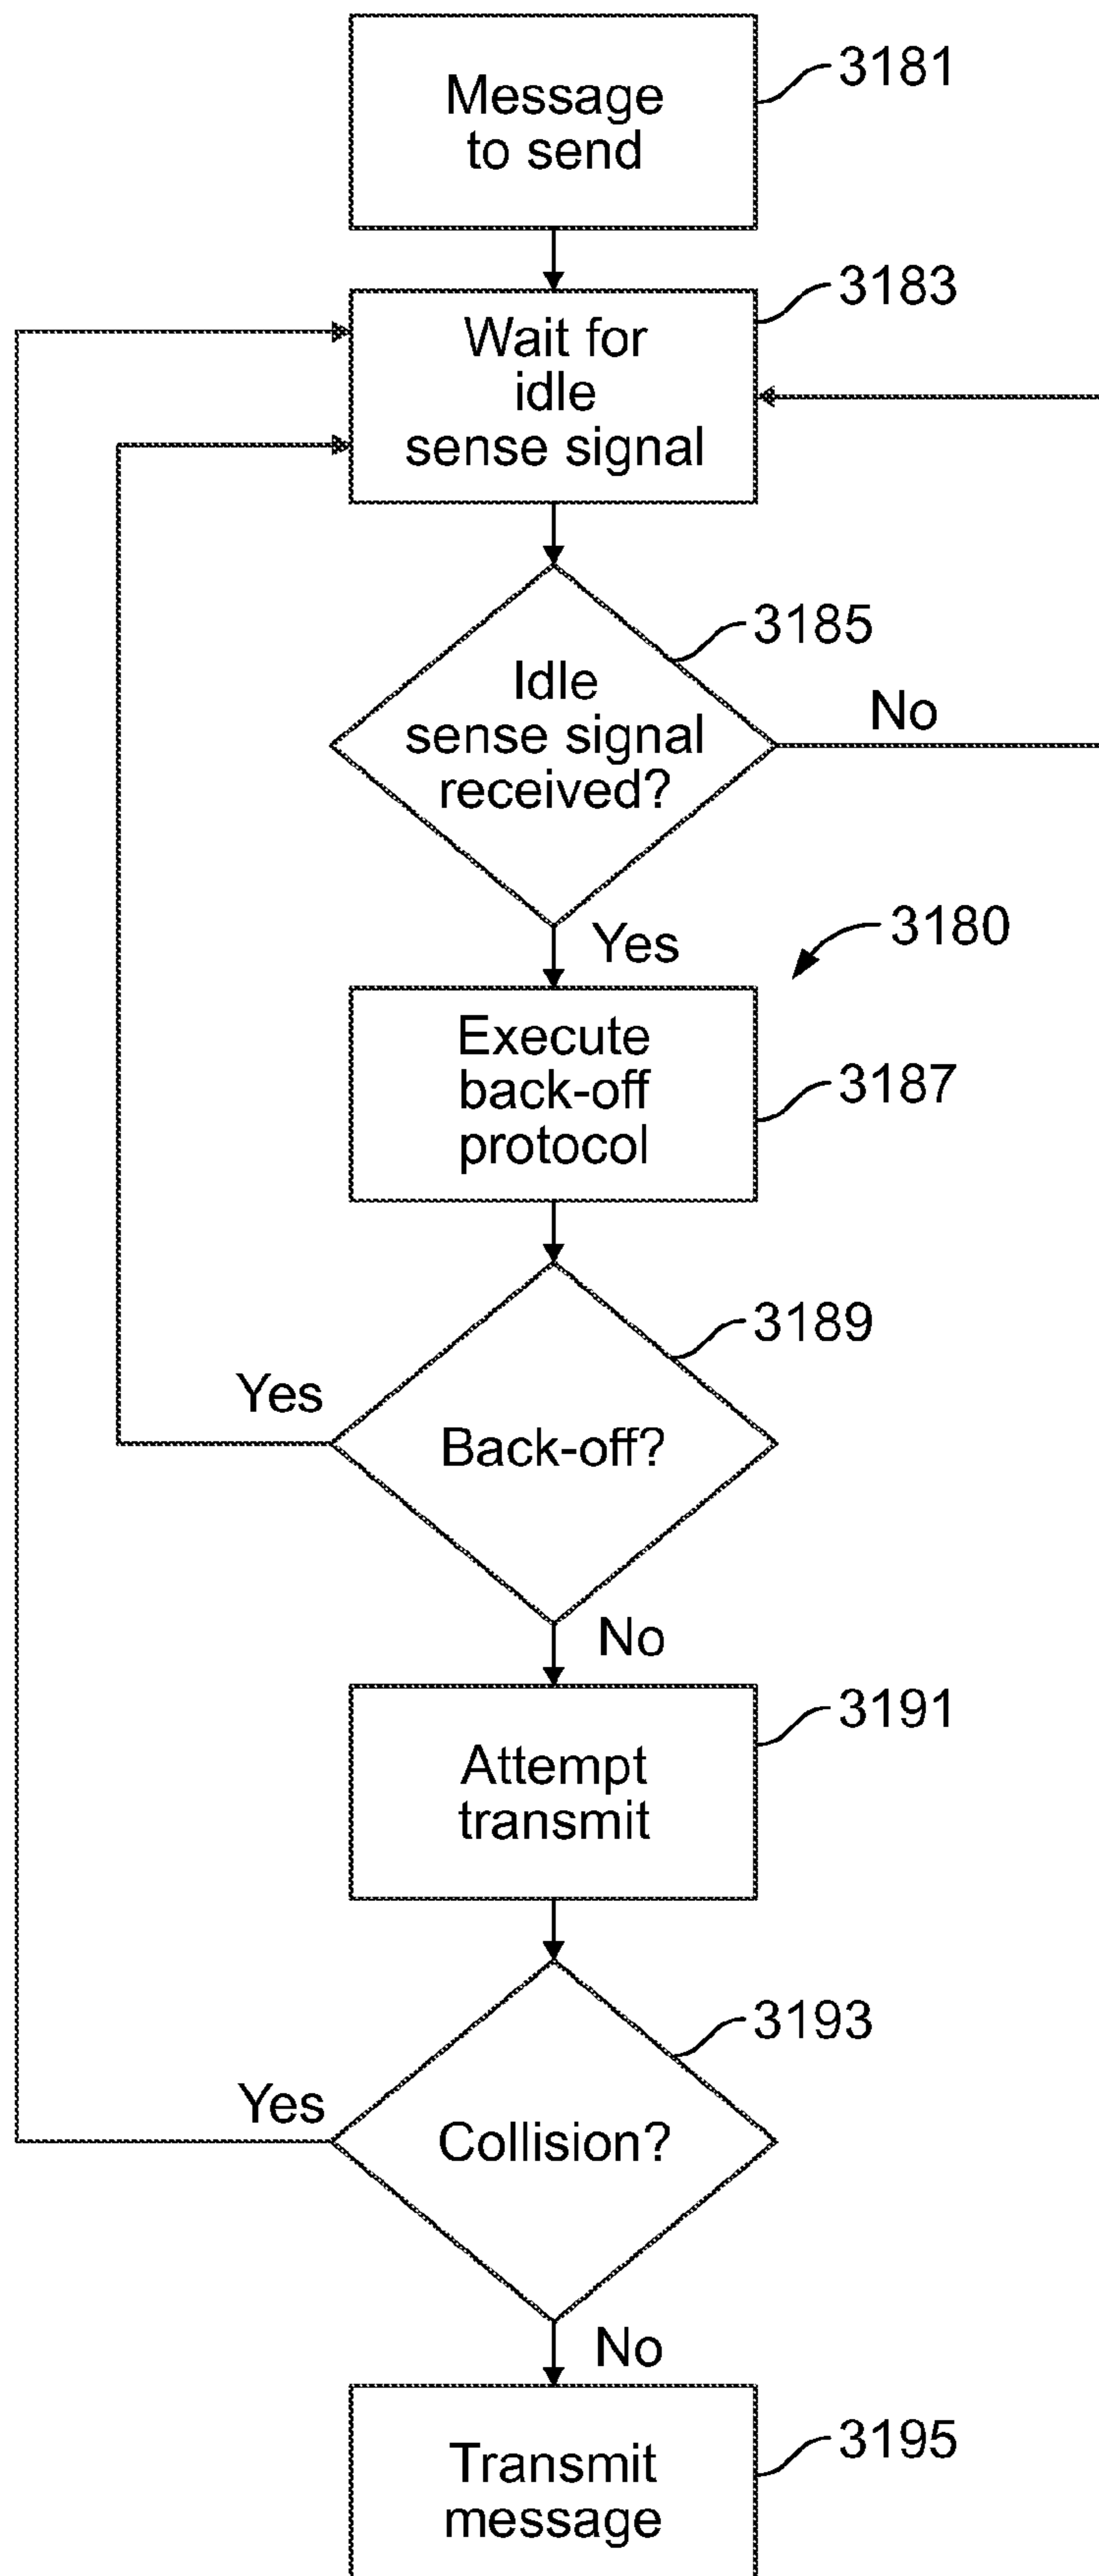 Message
to send
3181
Wait for
idle
sense signal
3183
Idle
sense signal
received?
3185
No
Yes
3180
Execute
back-off
protocol
3187
Back-off?
3189
Yes
No
Attempt
transmit
3191
Collision?
3193
Yes
No
Transmit
message
3195